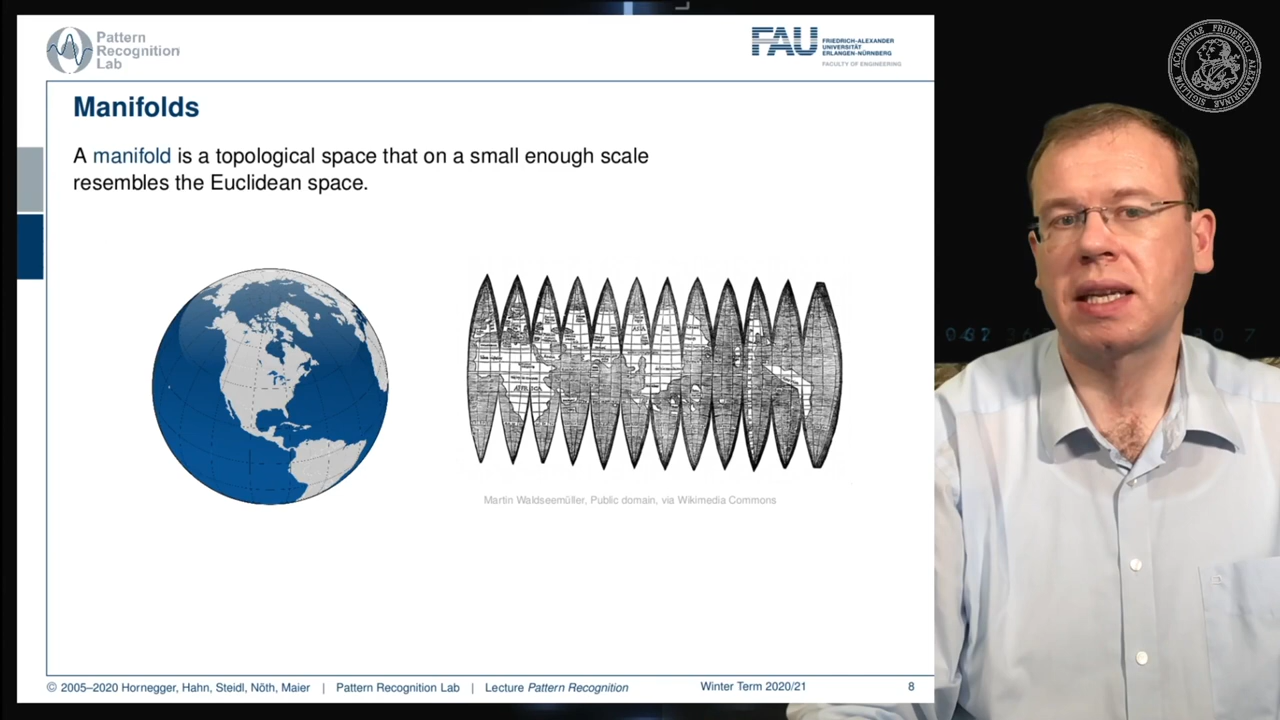 Pattern
Recognition
Lab
FAU
FRIEDRICH-ALEXANDER
UNIVERSITÄT
ERLANGEN-NÜRNBERG
FACULTY OF ENGINEERING
Manifolds
A manifold is a topological space that on a small enough scale
resembles the Euclidean space.
Martin Waldseemüller, Public domain, via Wikimedia Commons
© 2005–2020 Hornegger, Hahn, Steidl, Nöth, Maier | Pattern Recognition Lab | Lecture Pattern Recognition Winter Term 2020/21 8